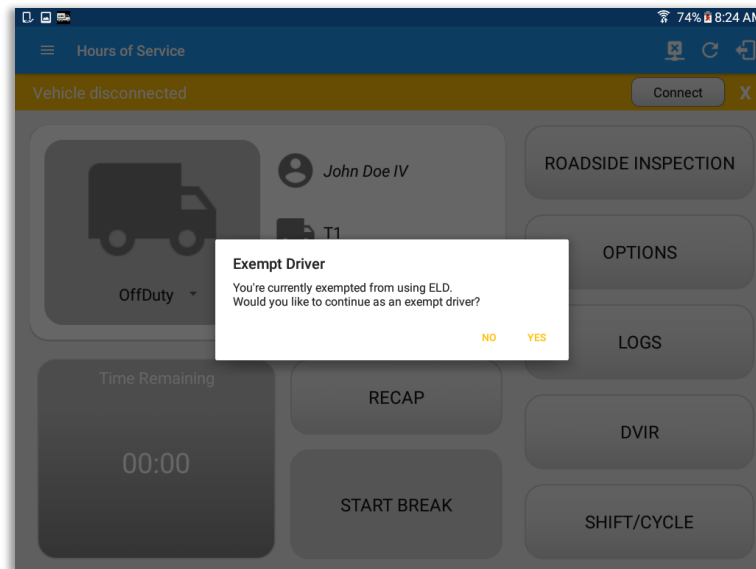 74% 8:24 AM
Hours of Service
Vehicle disconnected
Connect
X
John Doe IV
T1
OffDuty
Exempt Driver
You're currently exempted from using ELD.
Would you like to continue as an exempt driver?
NO
YES
Time Remaining
00:00
RECAP
START BREAK
ROADSIDE INSPECTION
OPTIONS
LOGS
DVIR
SHIFT/CYCLE